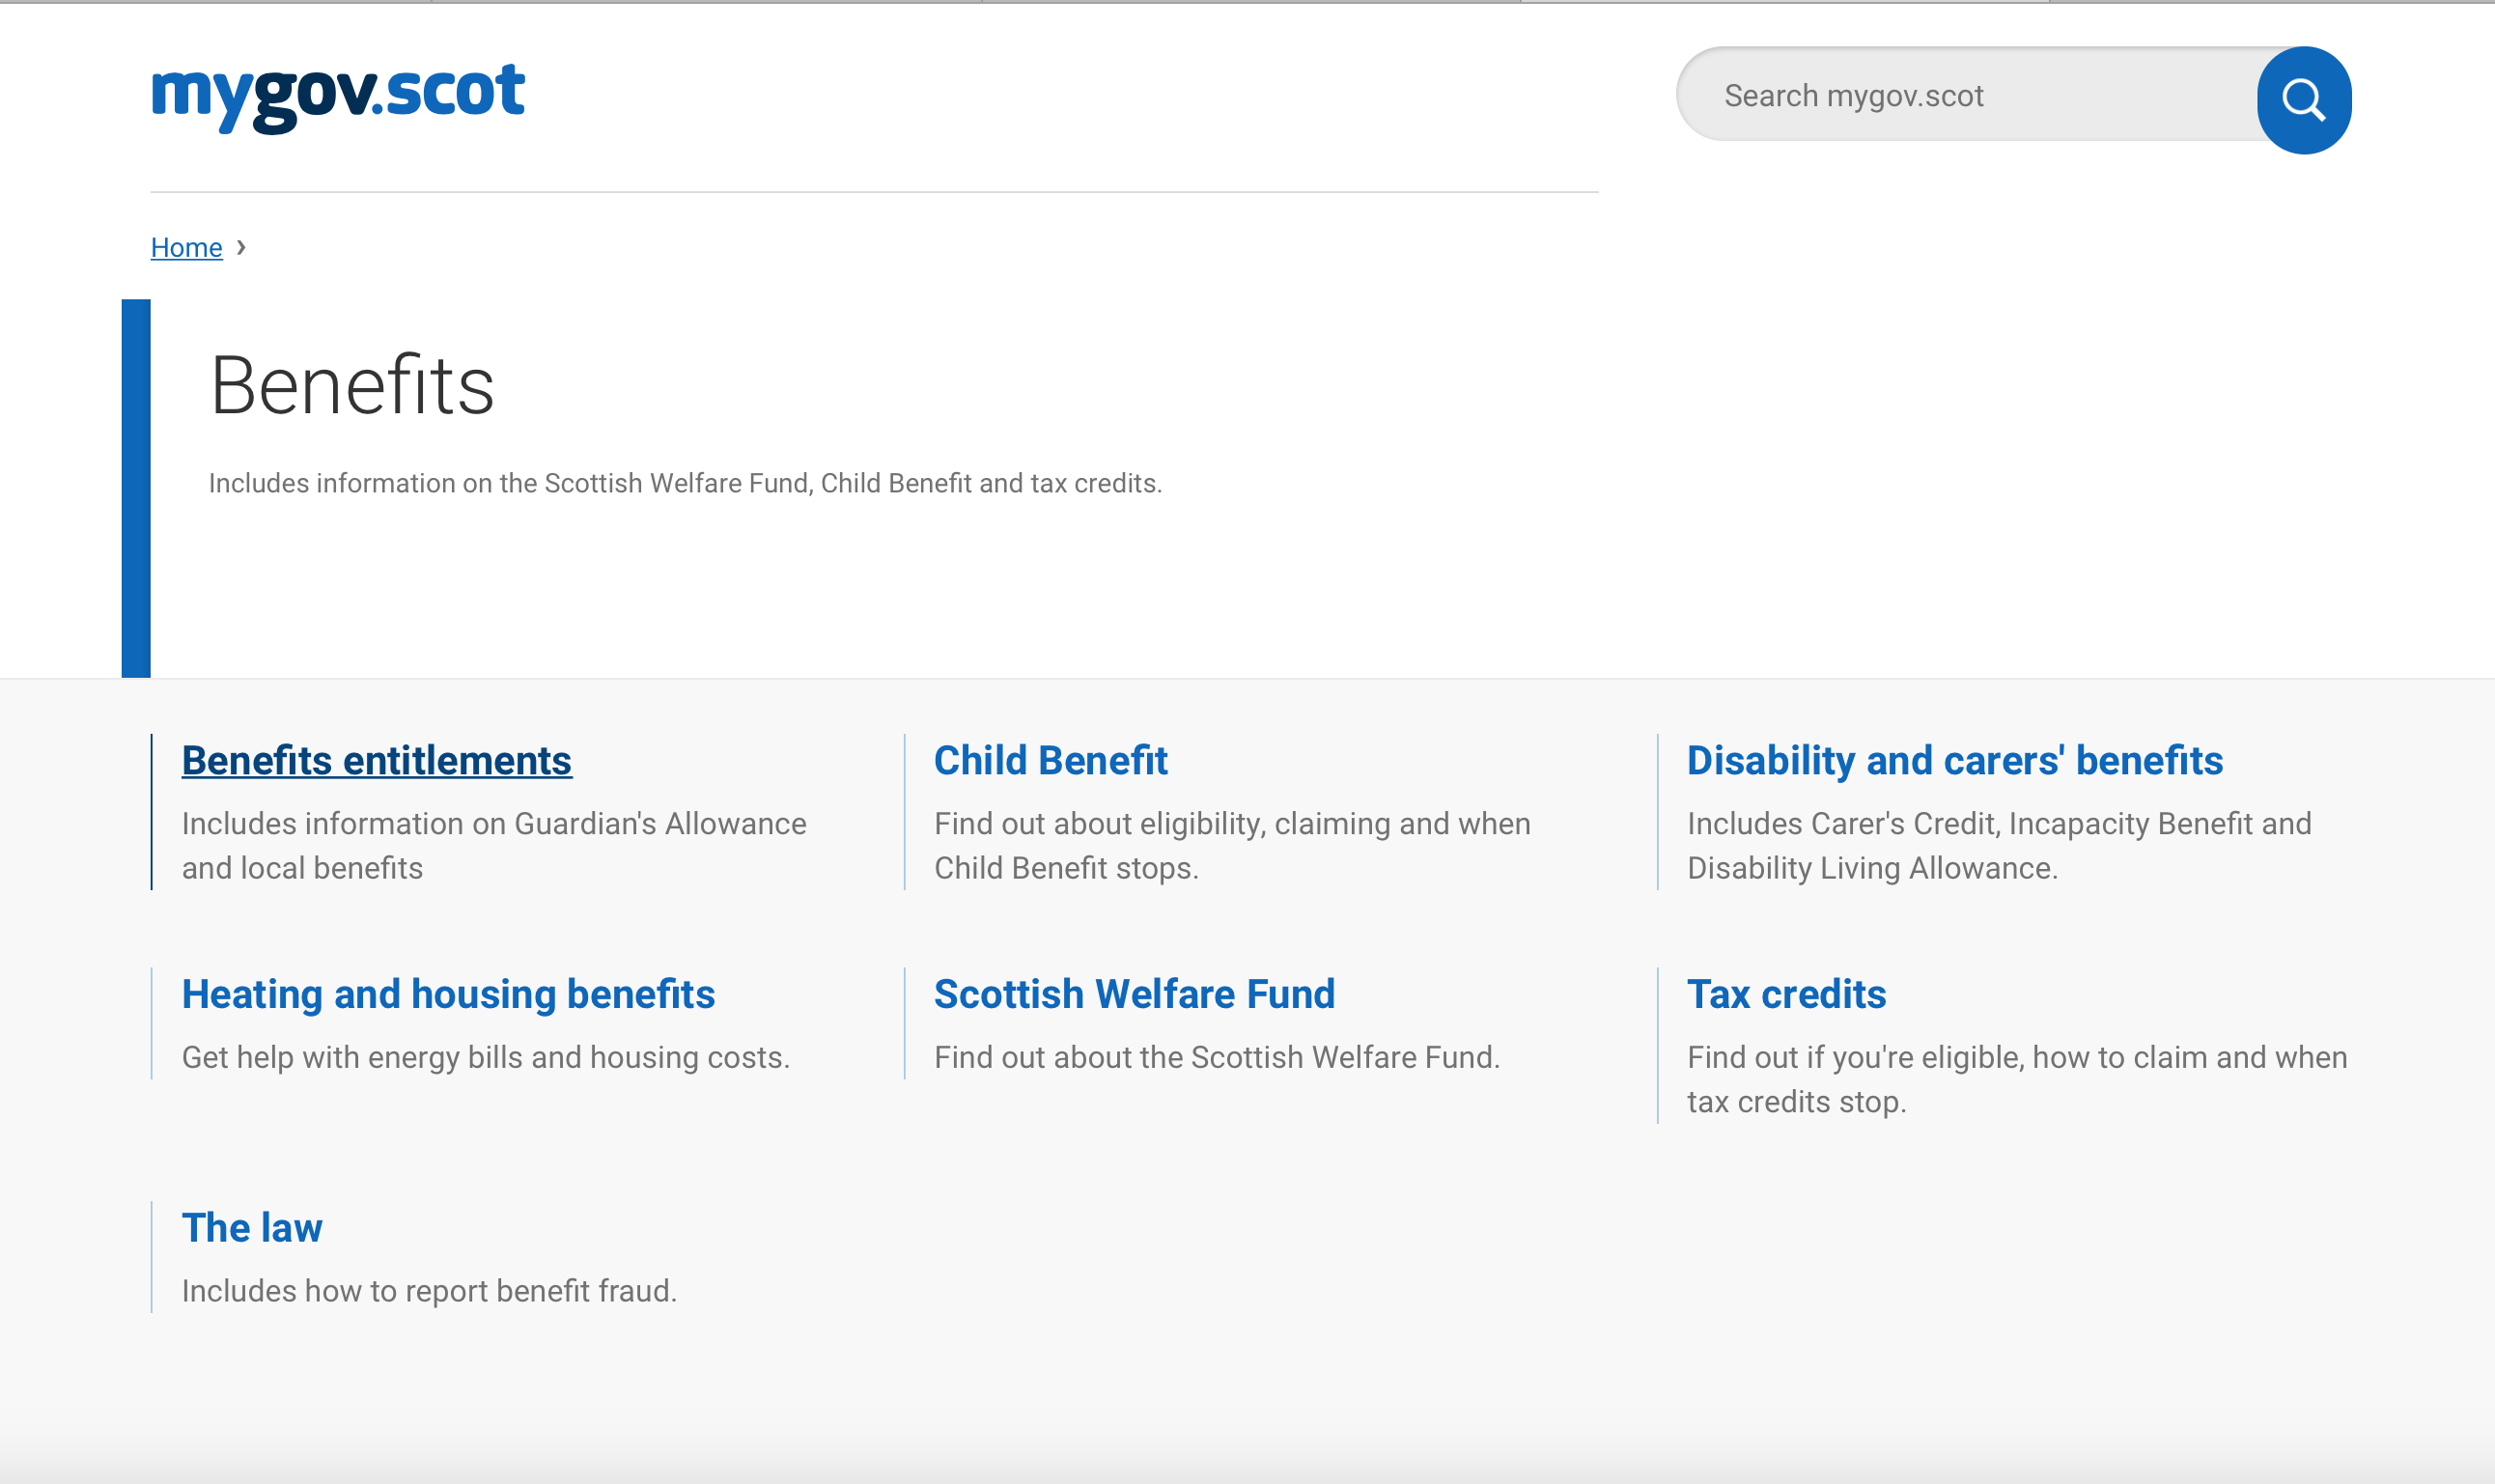 mygov.scot
Search mygov.scot
Home ›
Benefits
Includes information on the Scottish Welfare Fund, Child Benefit and tax credits.
Benefits entitlements
Includes information on Guardian's Allowance
and local benefits
Child Benefit
Find out about eligibility, claiming and when
Child Benefit stops.
Disability and carers' benefits
Includes Carer's Credit, Incapacity Benefit and
Disability Living Allowance.
Heating and housing benefits
Get help with energy bills and housing costs.
Scottish Welfare Fund
Find out about the Scottish Welfare Fund.
Tax credits
Find out if you're eligible, how to claim and when
tax credits stop.
The law
Includes how to report benefit fraud.